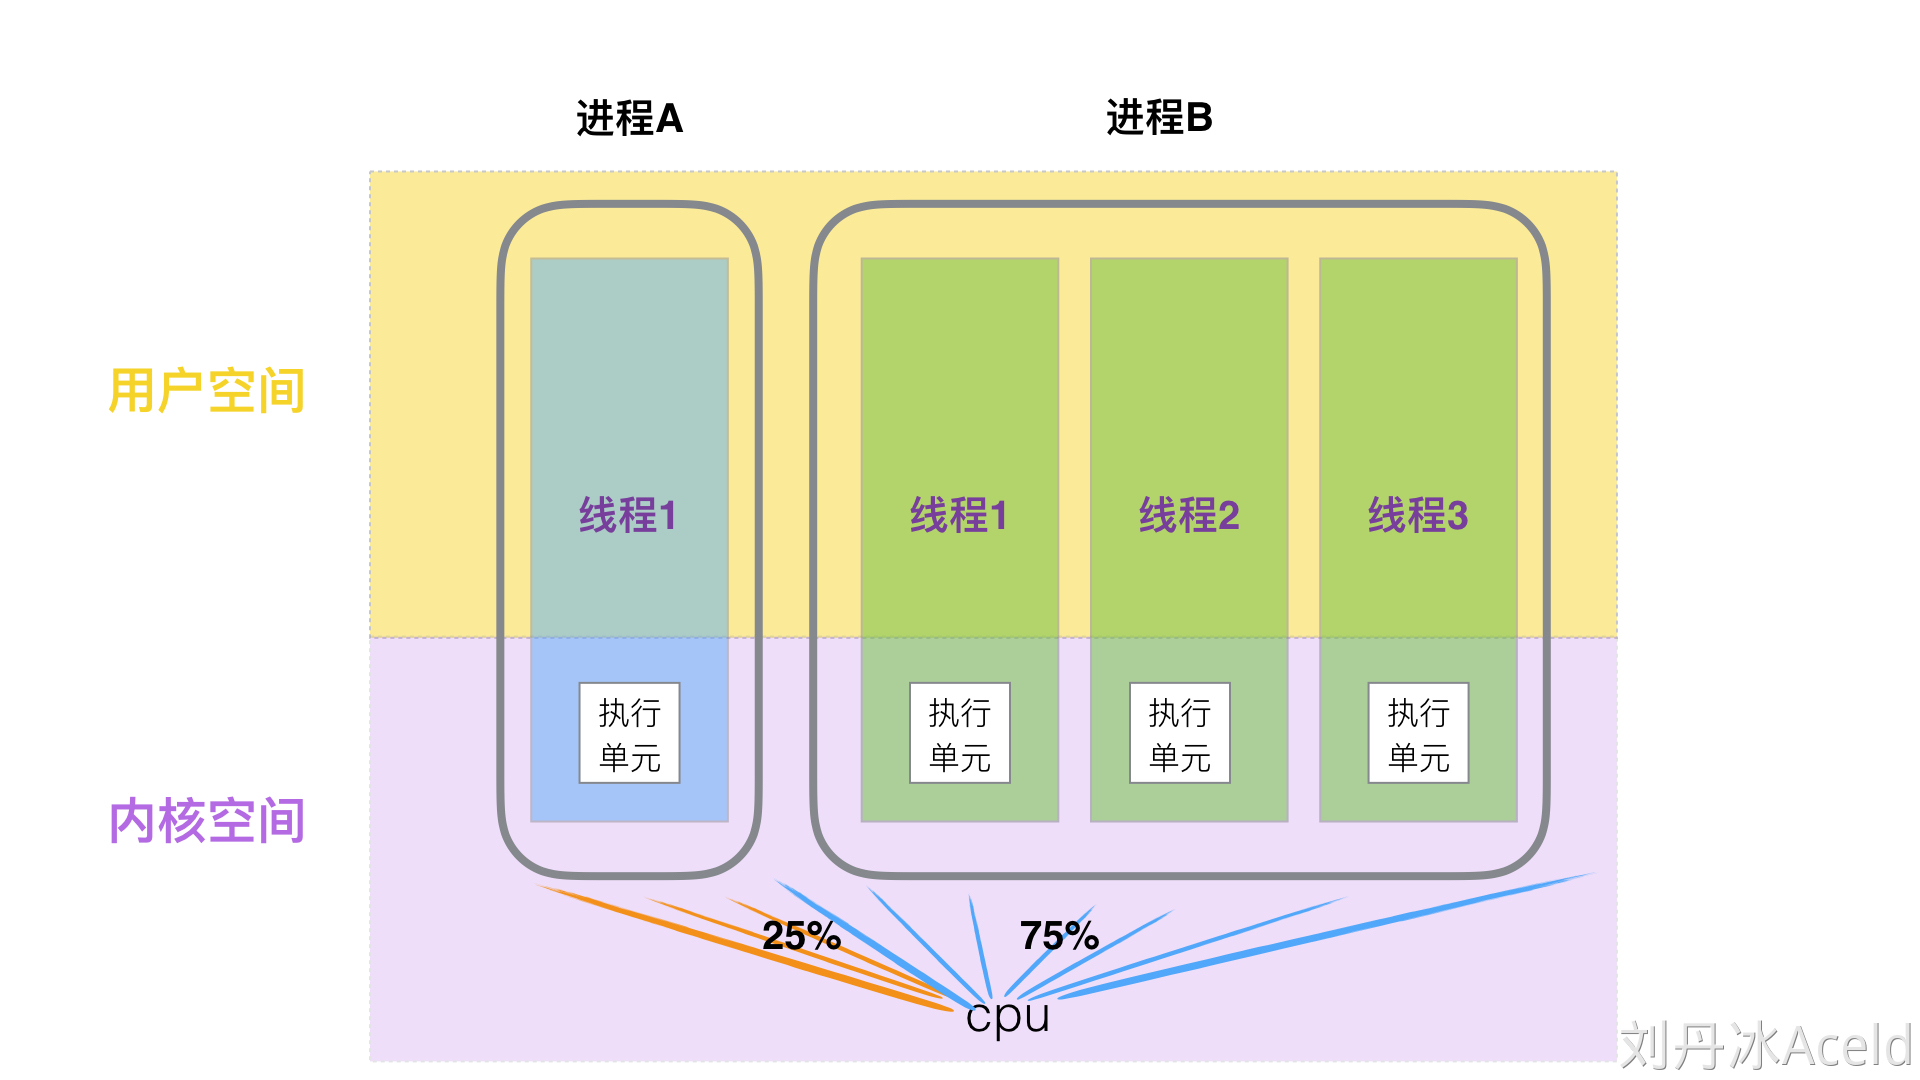 进程A
进程B
用户空间
线程1
线程1
线程2
线程3
执行
单元
执行
单元
执行
单元
执行
单元
内核空间
25%
75%
cpu
刘丹冰Aceld